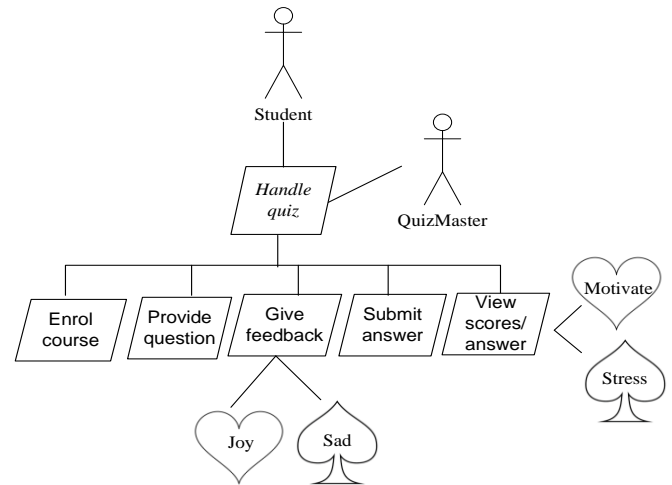 Student
Handle
quiz
QuizMaster
Enrol
course
Provide
question
Give
feedback
Submit
answer
View
scores/
answer
Motivate
Stress
Joy
Sad